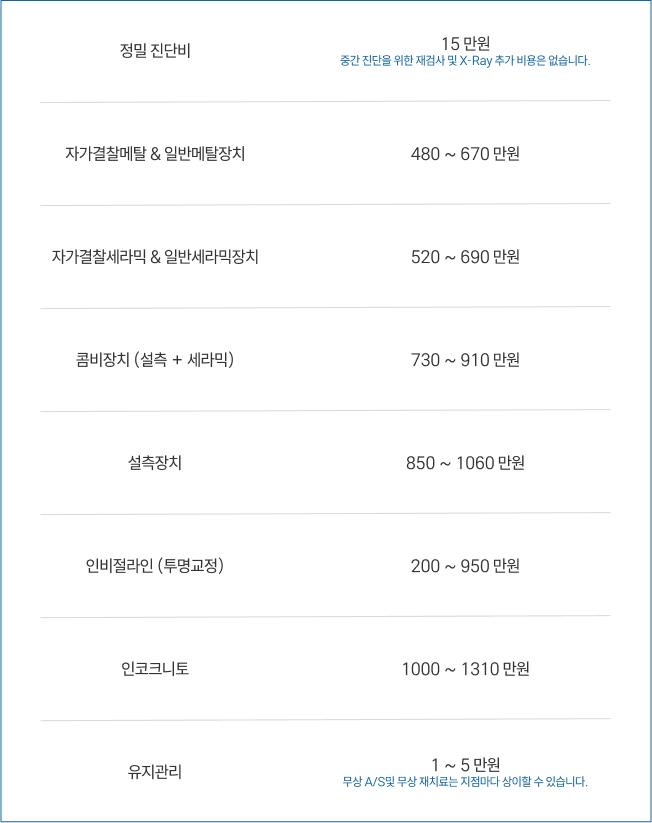 정밀 진단비
15 만원
중간 진단을 위한 재검사 및 X-Ray 추가 비용은 없습니다.
자가결찰메탈 & 일반메탈장치
480 ~ 670 만원
자가결찰세라믹 & 일반세라믹장치
520 ~ 690 만원
콤비장치 (설측 + 세라믹)
730 ~ 910 만원
설측장치
850 ~ 1060 만원
인비절라인 (투명교정)
200 ~ 950 만원
인코크니토
1000 ~ 1310 만원
유지관리
1 ~ 5 만원
무상 A/S및 무상 재치료는 지점마다 상이할 수 있습니다.